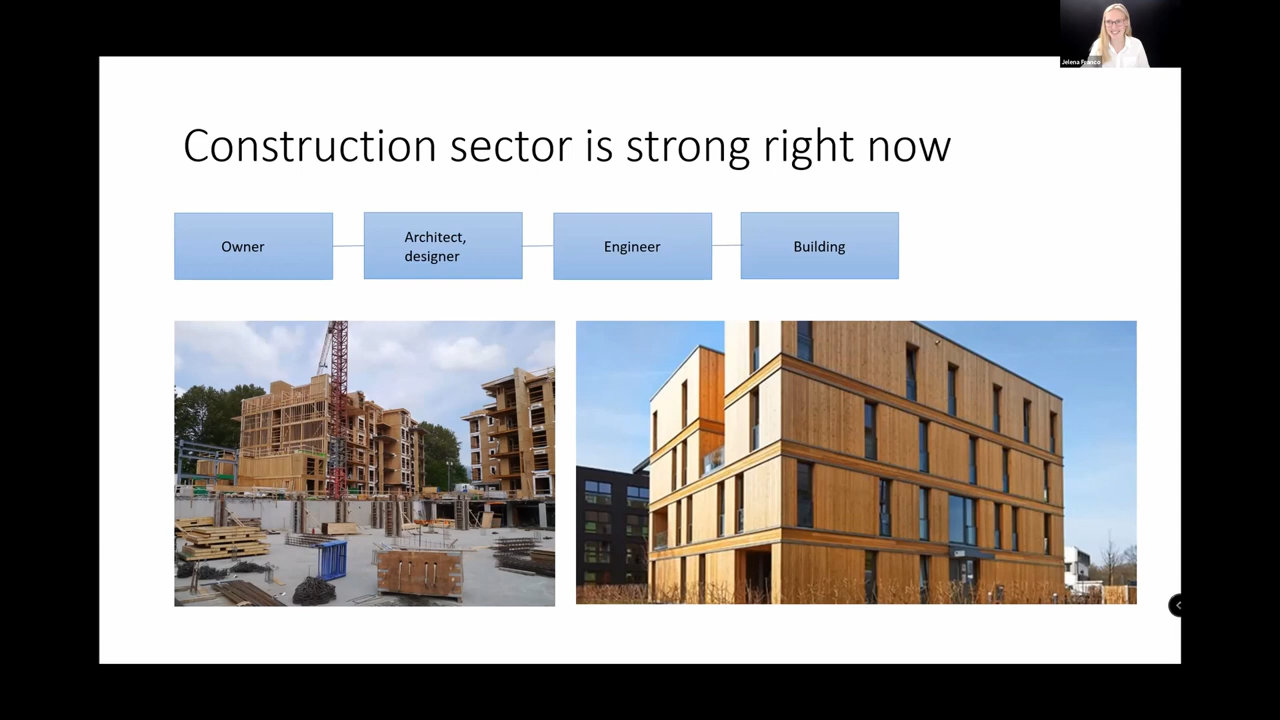 Jelena Franco
Construction sector is strong right now
Owner
Architect,
designer
Engineer
Building